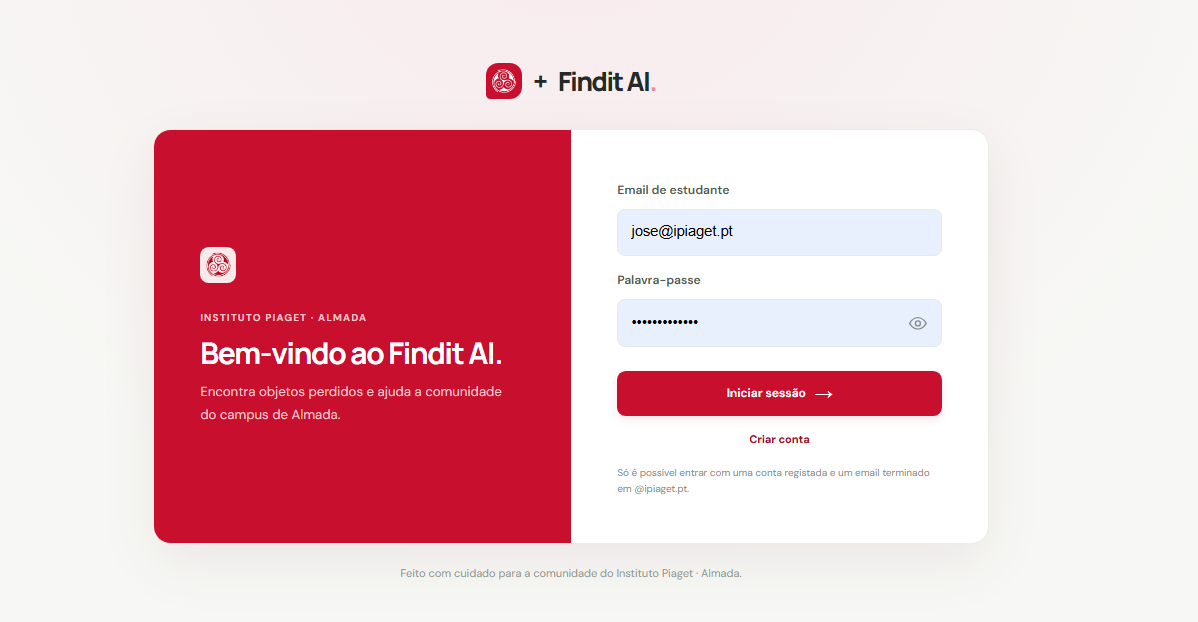 + Findit AI.
INSTITUTO PIAGET · ALMADA
Bem-vindo ao Findit AI.
Encontra objetos perdidos e ajuda a comunidade
do campus de Almada.
Email de estudante
jose@ipiaget.pt
Palavra-passe
•••••••••••••
Iniciar sessão →
Criar conta
Só é possível entrar com uma conta registada e um email terminado
em @ipiaget.pt.
Feito com cuidado para a comunidade do Instituto Piaget · Almada.